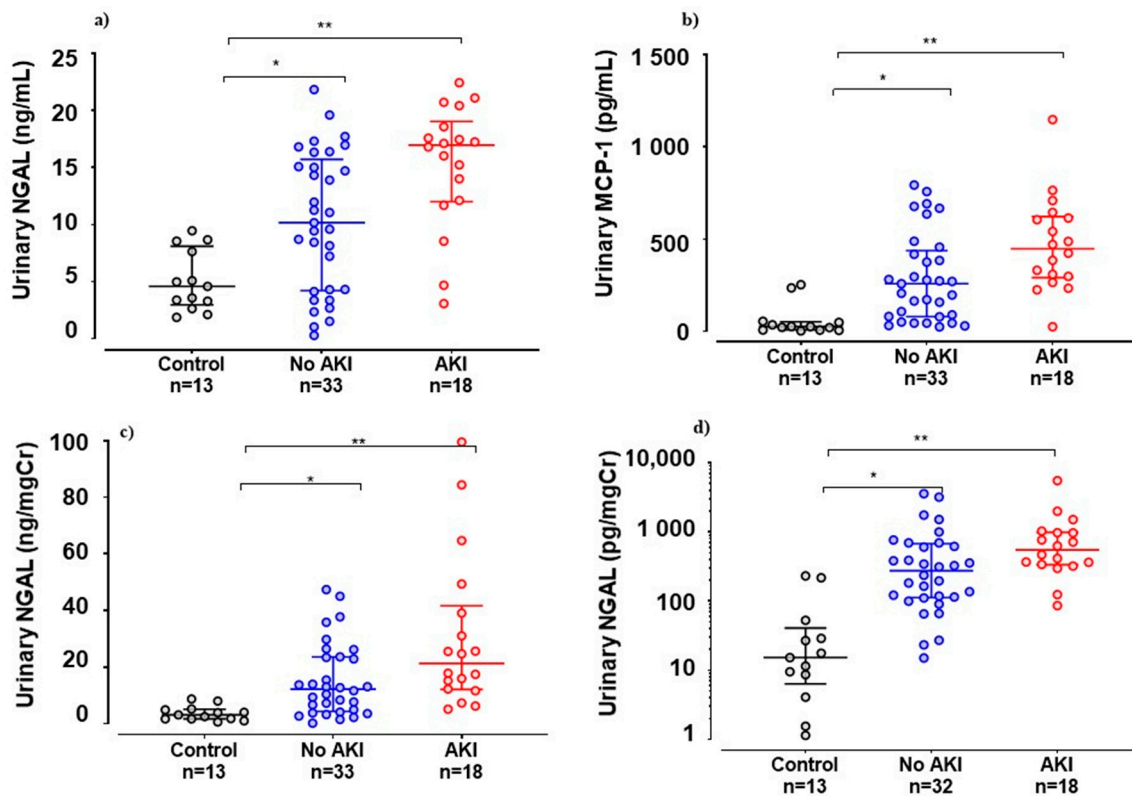 a)
**
*
Urinary NGAL (ng/mL)
25
20
15
10
5
0
Control
n=13
No AKI
n=33
AKI
n=18
b)
**
*
Urinary MCP-1 (pg/mL)
1 500
1 000
500
0
Control
n=13
No AKI
n=33
AKI
n=18
c)
**
*
Urinary NGAL (ng/mgCr)
100
80
60
40
20
0
Control
n=13
No AKI
n=33
AKI
n=18
d)
**
*
Urinary NGAL (pg/mgCr)
10,000
1 000
100
10
1
Control
n=13
No AKI
n=32
AKI
n=18